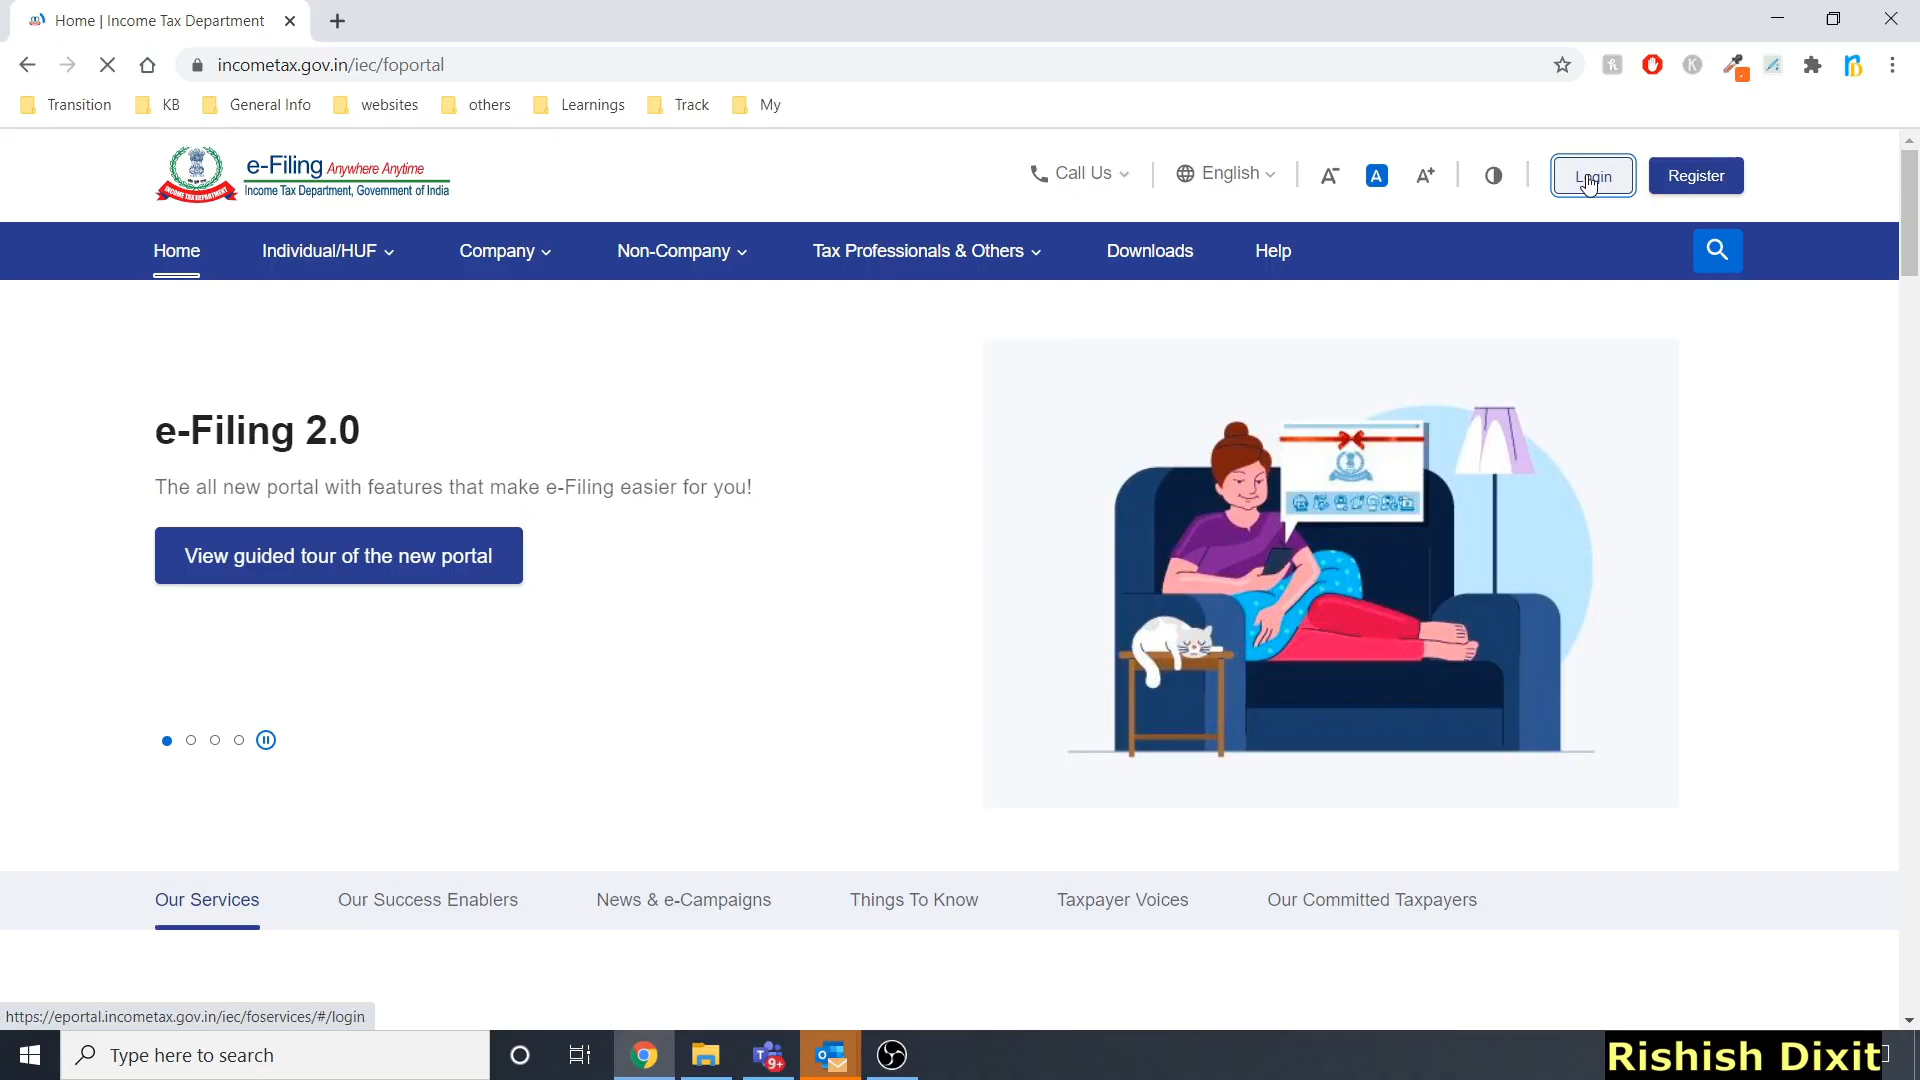 Home | Income Tax Department
incometax.gov.in/iec/foportal
Transition KB General Info websites others Learnings Track My
e-Filing Anywhere Anytime
Income Tax Department, Government of India
Call Us English A- A A+ Login Register
Home Individual/HUF Company Non-Company Tax Professionals & Others Downloads Help
e-Filing 2.0
The all new portal with features that make e-Filing easier for you!
View guided tour of the new portal
Our Services Our Success Enablers News & e-Campaigns Things To Know Taxpayer Voices Our Committed Taxpayers
https://eportal.incometax.gov.in/iec/foservices/#/login
Type here to search
9+
Rishish Dixit